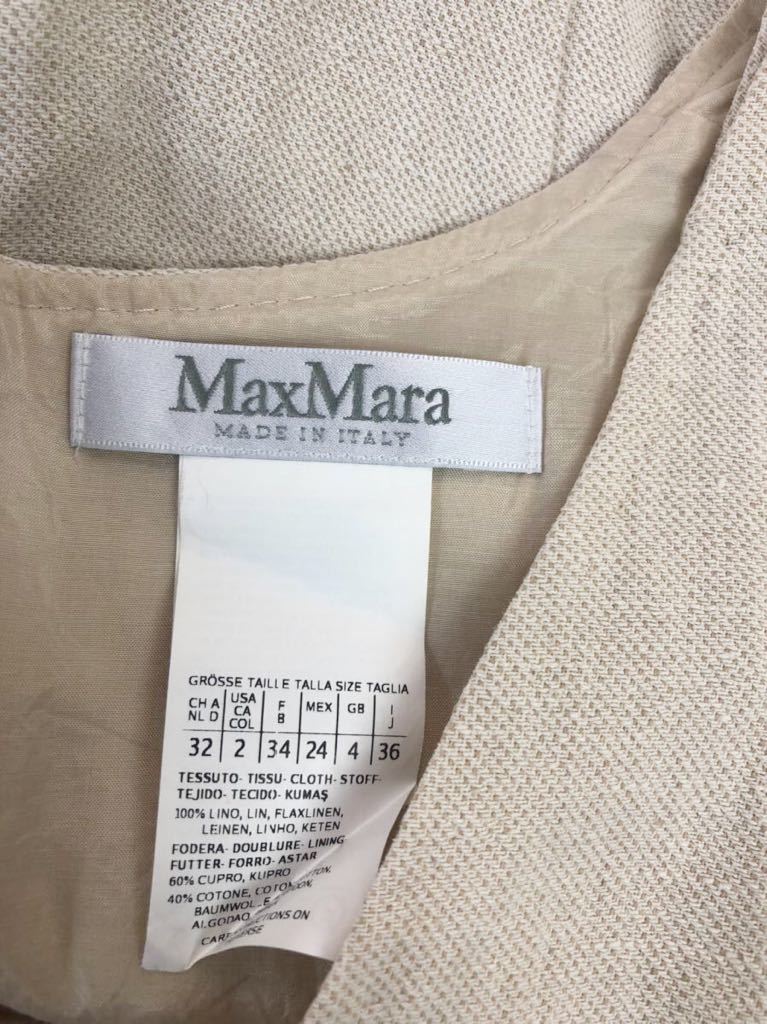 MaxMara
MADE IN ITALY
GRÖSSE TAILLE TALLA SIZE TAGLIA
CH A NL D USA CA COL F B MEX GB I J
32 2 34 24 4 36
TESSUTO- TISSU- CLOTH- STOFF-
TEJIDO- TECIDO- KUMAŞ
100% LINO, LIN, FLAXLINEN,
LEINEN, LINHO, KETEN
FODERA- DOUBLURE- LINING
FUTTER- FORRO- ASTAR
60% CUPRO, KUPRO
40% COTONE,
ALGODAO
ON